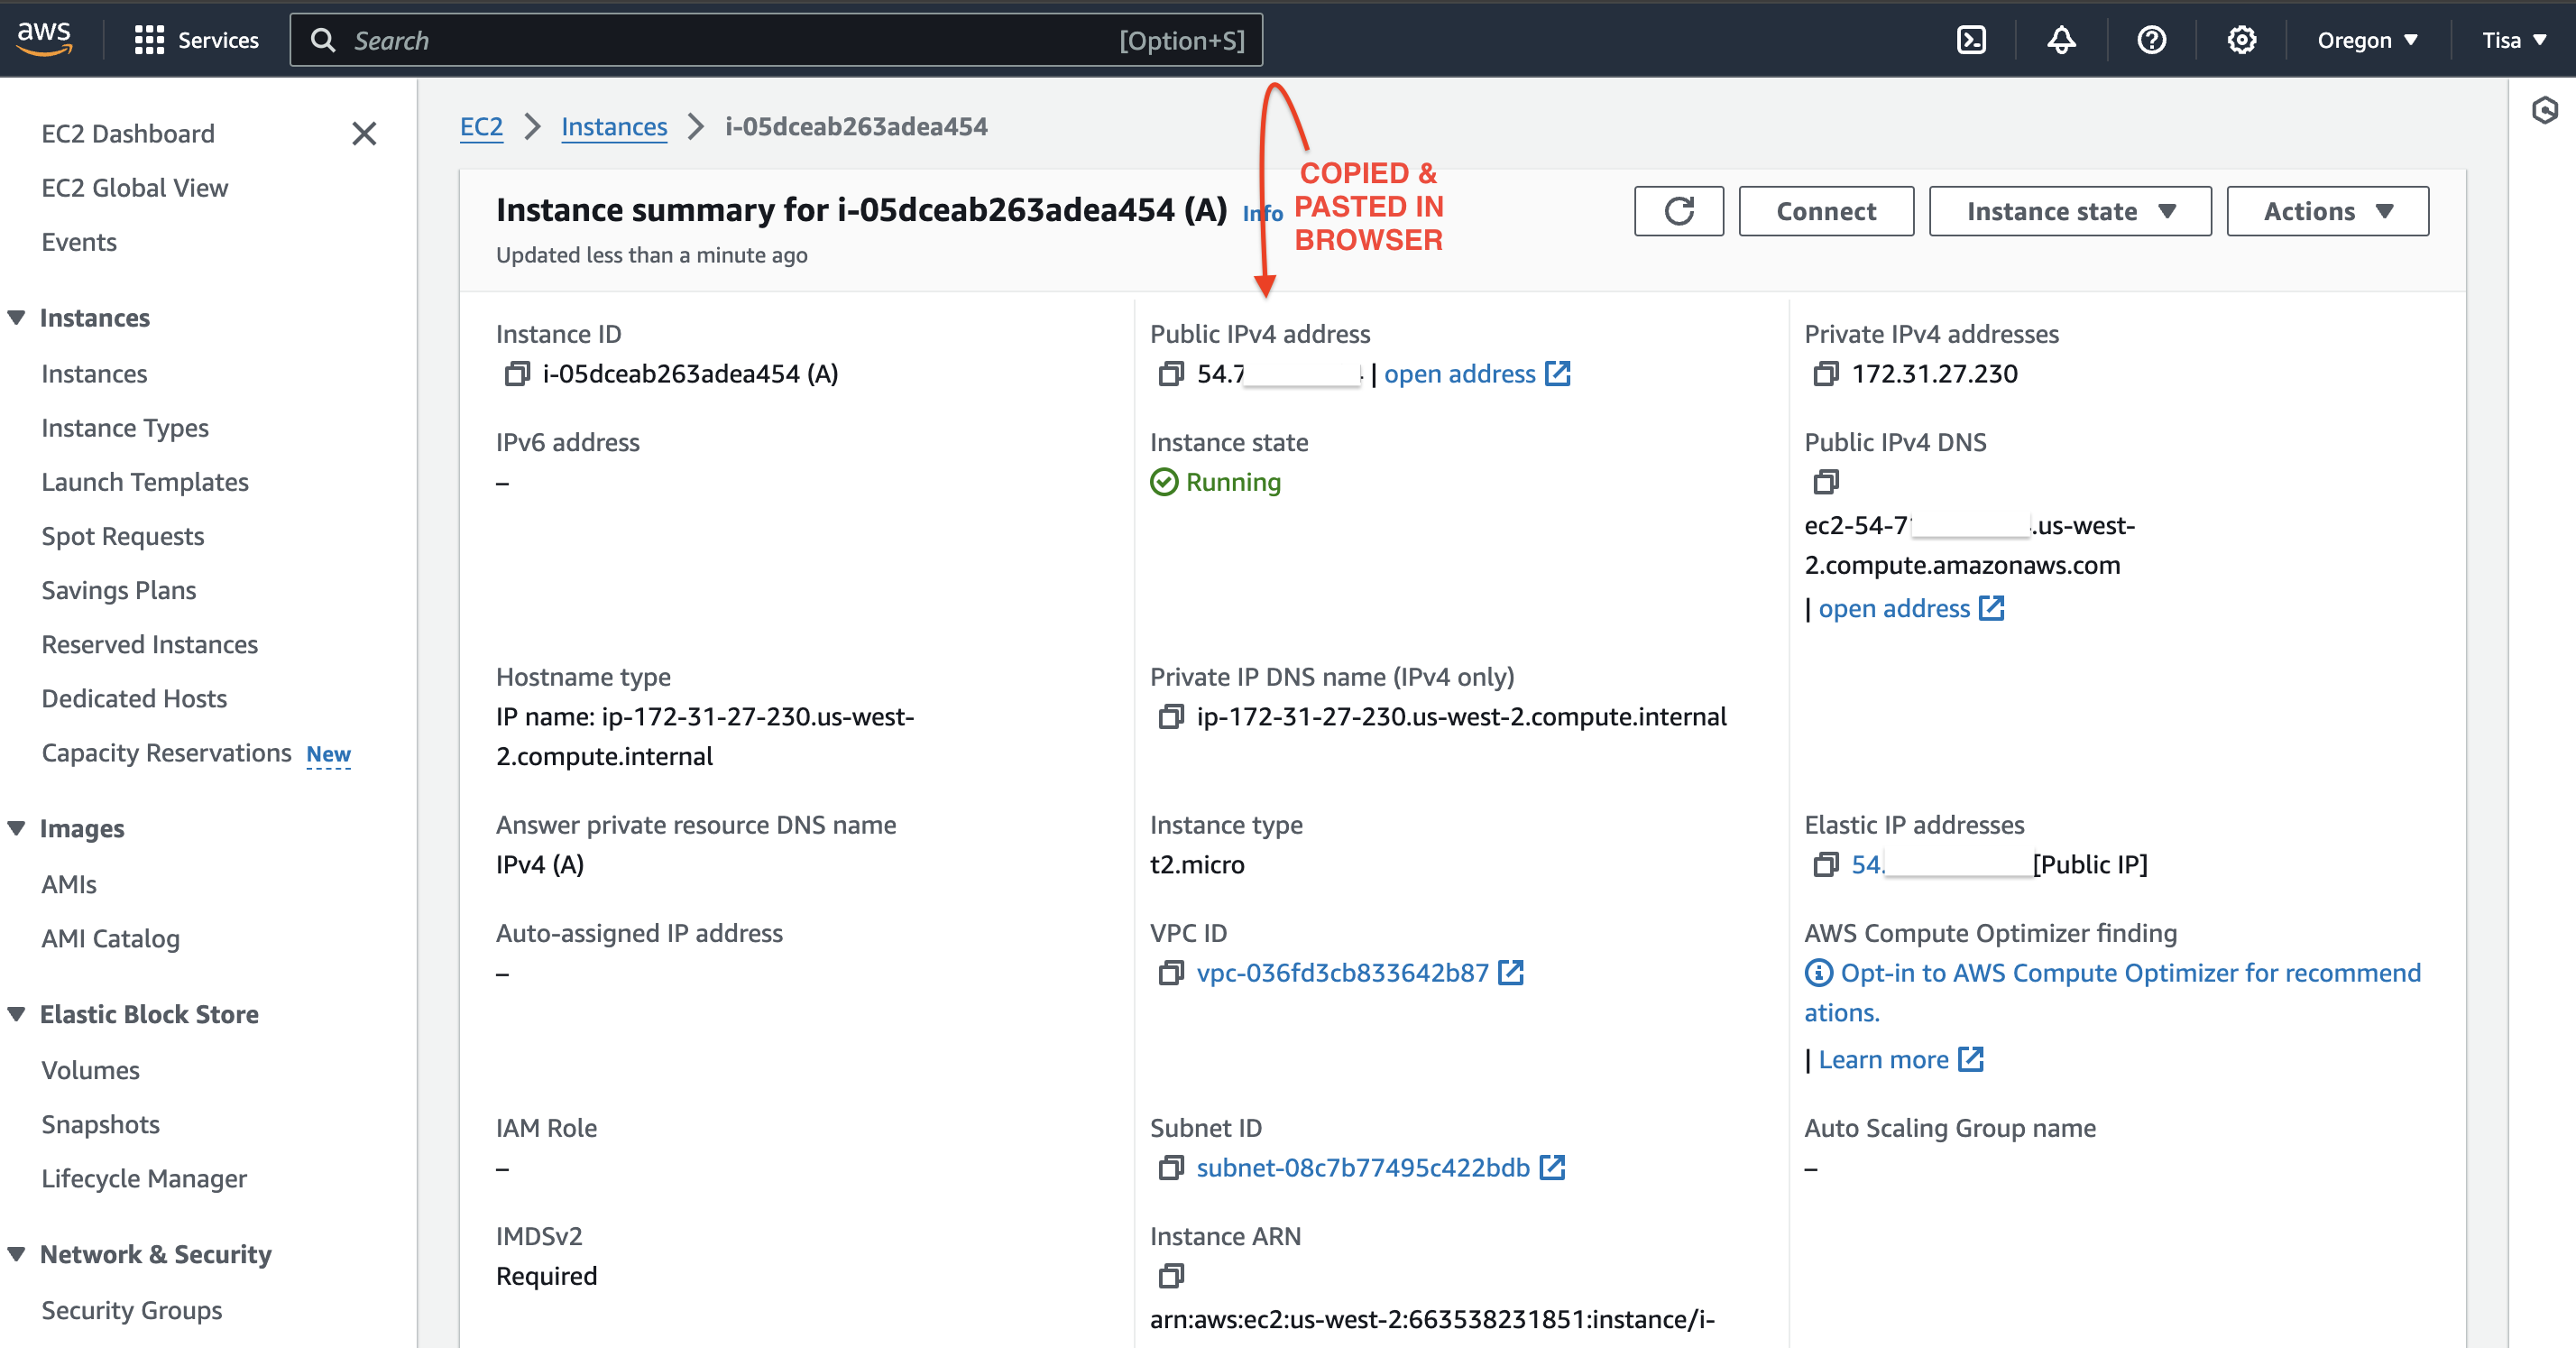 aws
Services
Search
[Option+S]
Oregon
Tisa
EC2 Dashboard
EC2 Global View
Events
Instances
Instances
Instance Types
Launch Templates
Spot Requests
Savings Plans
Reserved Instances
Dedicated Hosts
Capacity Reservations New
Images
AMIs
AMI Catalog
Elastic Block Store
Volumes
Snapshots
Lifecycle Manager
Network & Security
Security Groups
EC2 > Instances > i-05dceab263adea454
COPIED &
PASTED IN
BROWSER
Instance summary for i-05dceab263adea454 (A) Info
Updated less than a minute ago
Connect
Instance state
Actions
Instance ID
i-05dceab263adea454 (A)
Public IPv4 address
54.7 | open address
Private IPv4 addresses
172.31.27.230
IPv6 address
–
Instance state
Running
Public IPv4 DNS
ec2-54-7 .us-west-
2.compute.amazonaws.com
| open address
Hostname type
IP name: ip-172-31-27-230.us-west-
2.compute.internal
Private IP DNS name (IPv4 only)
ip-172-31-27-230.us-west-2.compute.internal
Answer private resource DNS name
IPv4 (A)
Instance type
t2.micro
Elastic IP addresses
54. [Public IP]
Auto-assigned IP address
–
VPC ID
vpc-036fd3cb833642b87
AWS Compute Optimizer finding
Opt-in to AWS Compute Optimizer for recommend
ations.
| Learn more
IAM Role
–
Subnet ID
subnet-08c7b77495c422bdb
Auto Scaling Group name
–
IMDSv2
Required
Instance ARN
arn:aws:ec2:us-west-2:663538231851:instance/i-